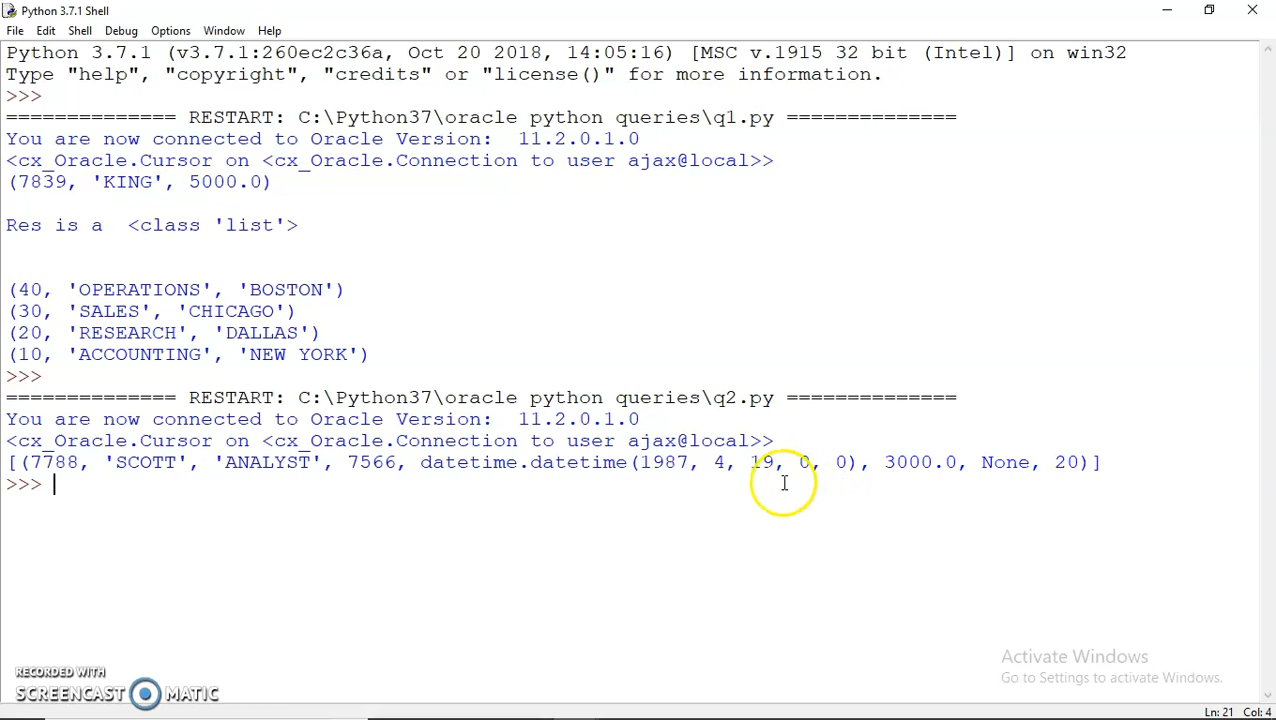 Python 3.7.1 Shell
File Edit Shell Debug Options Window Help
Python 3.7.1 (v3.7.1:260ec2c36a, Oct 20 2018, 14:05:16) [MSC v.1915 32 bit (Intel)] on win32
Type "help", "copyright", "credits" or "license()" for more information.
>>>
============== RESTART: C:\Python37\oracle python queries\q1.py ==============
You are now connected to Oracle Version:  11.2.0.1.0
<cx_Oracle.Cursor on <cx_Oracle.Connection to user ajax@local>>
(7839, 'KING', 5000.0)
Res is a  <class 'list'>
(40, 'OPERATIONS', 'BOSTON')
(30, 'SALES', 'CHICAGO')
(20, 'RESEARCH', 'DALLAS')
(10, 'ACCOUNTING', 'NEW YORK')
>>>
============== RESTART: C:\Python37\oracle python queries\q2.py ==============
You are now connected to Oracle Version:  11.2.0.1.0
<cx_Oracle.Cursor on <cx_Oracle.Connection to user ajax@local>>
[(7788, 'SCOTT', 'ANALYST', 7566, datetime.datetime(1987, 4, 19, 0, 0), 3000.0, None, 20)]
>>>
Activate Windows
Go to Settings to activate Windows.
RECORDED WITH
SCREENCAST MATIC
Ln: 21 Col: 4